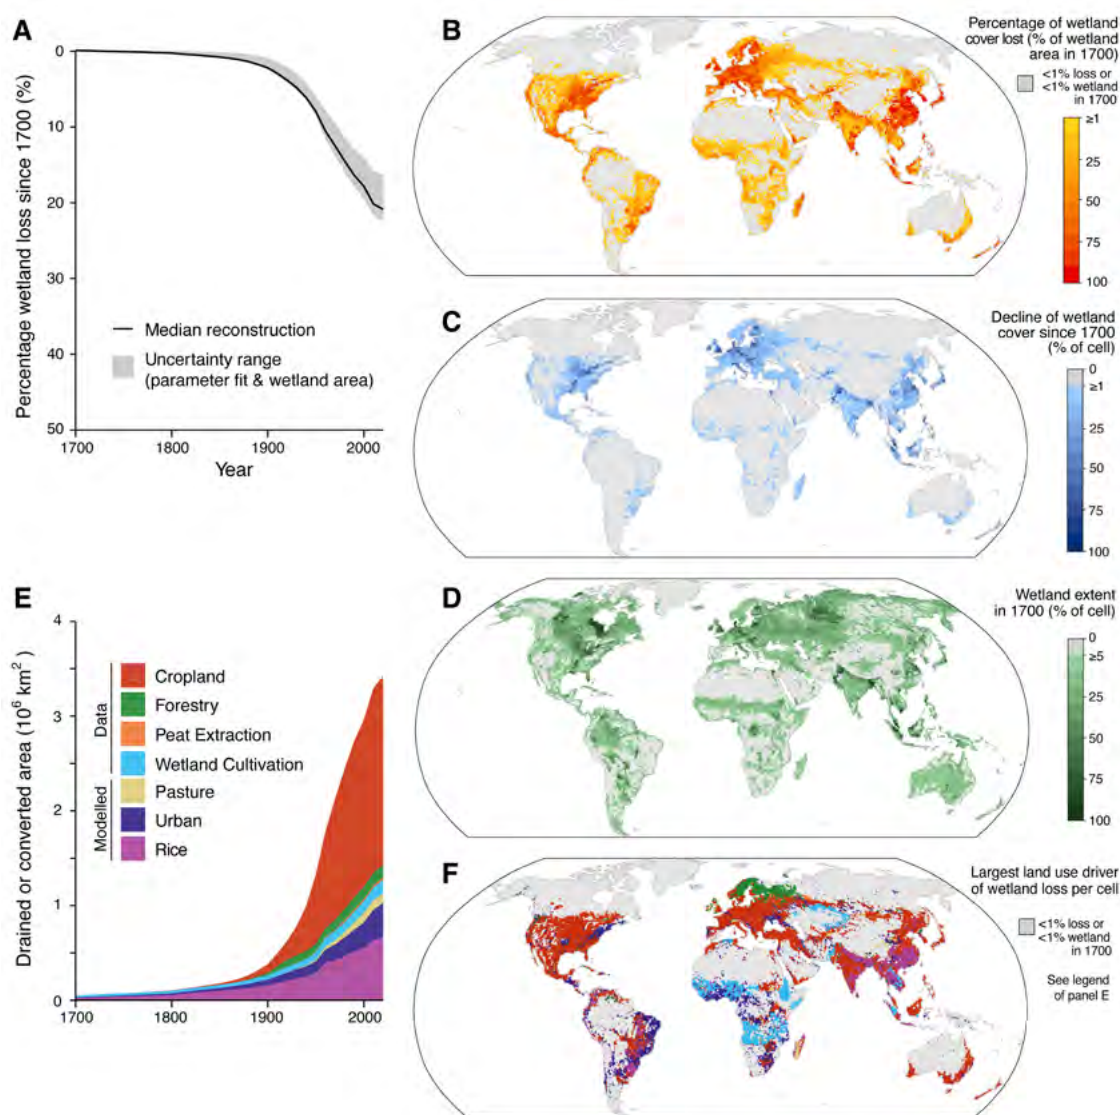 A
Percentage wetland loss since 1700 (%)
0
10
20
30
40
50
Median reconstruction
Uncertainty range
(parameter fit & wetland area)
1700
1800
1900
2000
Year
B
Percentage of wetland
cover lost (% of wetland
area in 1700)
<1% loss or
<1% wetland
in 1700
≥1
25
50
75
100
C
Decline of wetland
cover since 1700
(% of cell)
0
≥1
25
50
75
100
E
Drained or converted area (10⁶ km²)
4
3
2
1
0
Data
Cropland
Forestry
Peat Extraction
Wetland Cultivation
Modelled
Pasture
Urban
Rice
1700
1800
1900
2000
D
Wetland extent
in 1700 (% of cell)
0
≥5
25
50
75
100
F
Largest land use driver
of wetland loss per cell
<1% loss or
<1% wetland
in 1700
See legend
of panel E